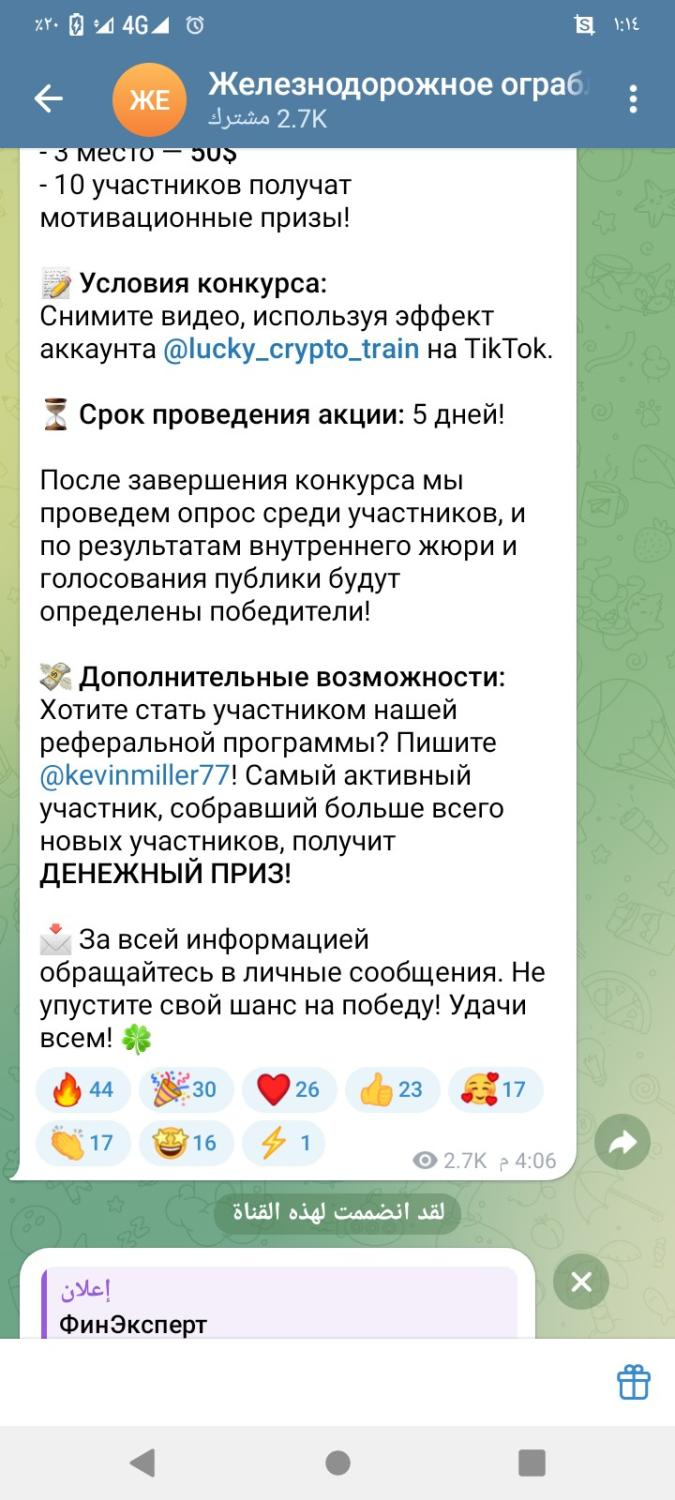 ٪٢٠ 4G ١:١٤
ЖЕ
Железнодорожное ограб
2.7K مشترك
- 3 место — 50$
- 10 участников получат
мотивационные призы!
📝 Условия конкурса:
Снимите видео, используя эффект
аккаунта @lucky_crypto_train на TikTok.
⏳ Срок проведения акции: 5 дней!
После завершения конкурса мы
проведем опрос среди участников, и
по результатам внутреннего жюри и
голосования публики будут
определены победители!
💸 Дополнительные возможности:
Хотите стать участником нашей
реферальной программы? Пишите
@kevinmiller77! Самый активный
участник, собравший больше всего
новых участников, получит
ДЕНЕЖНЫЙ ПРИЗ!
📩 За всей информацией
обращайтесь в личные сообщения. Не
упустите свой шанс на победу! Удачи
всем! 🍀
🔥 44 🎉 30 ❤️ 26 👍 23 🥰 17
👏 17 🤩 16 ⚡ 1
2.7K 4:06 م
لقد انضممت لهذه القناة
إعلان
ФинЭксперт